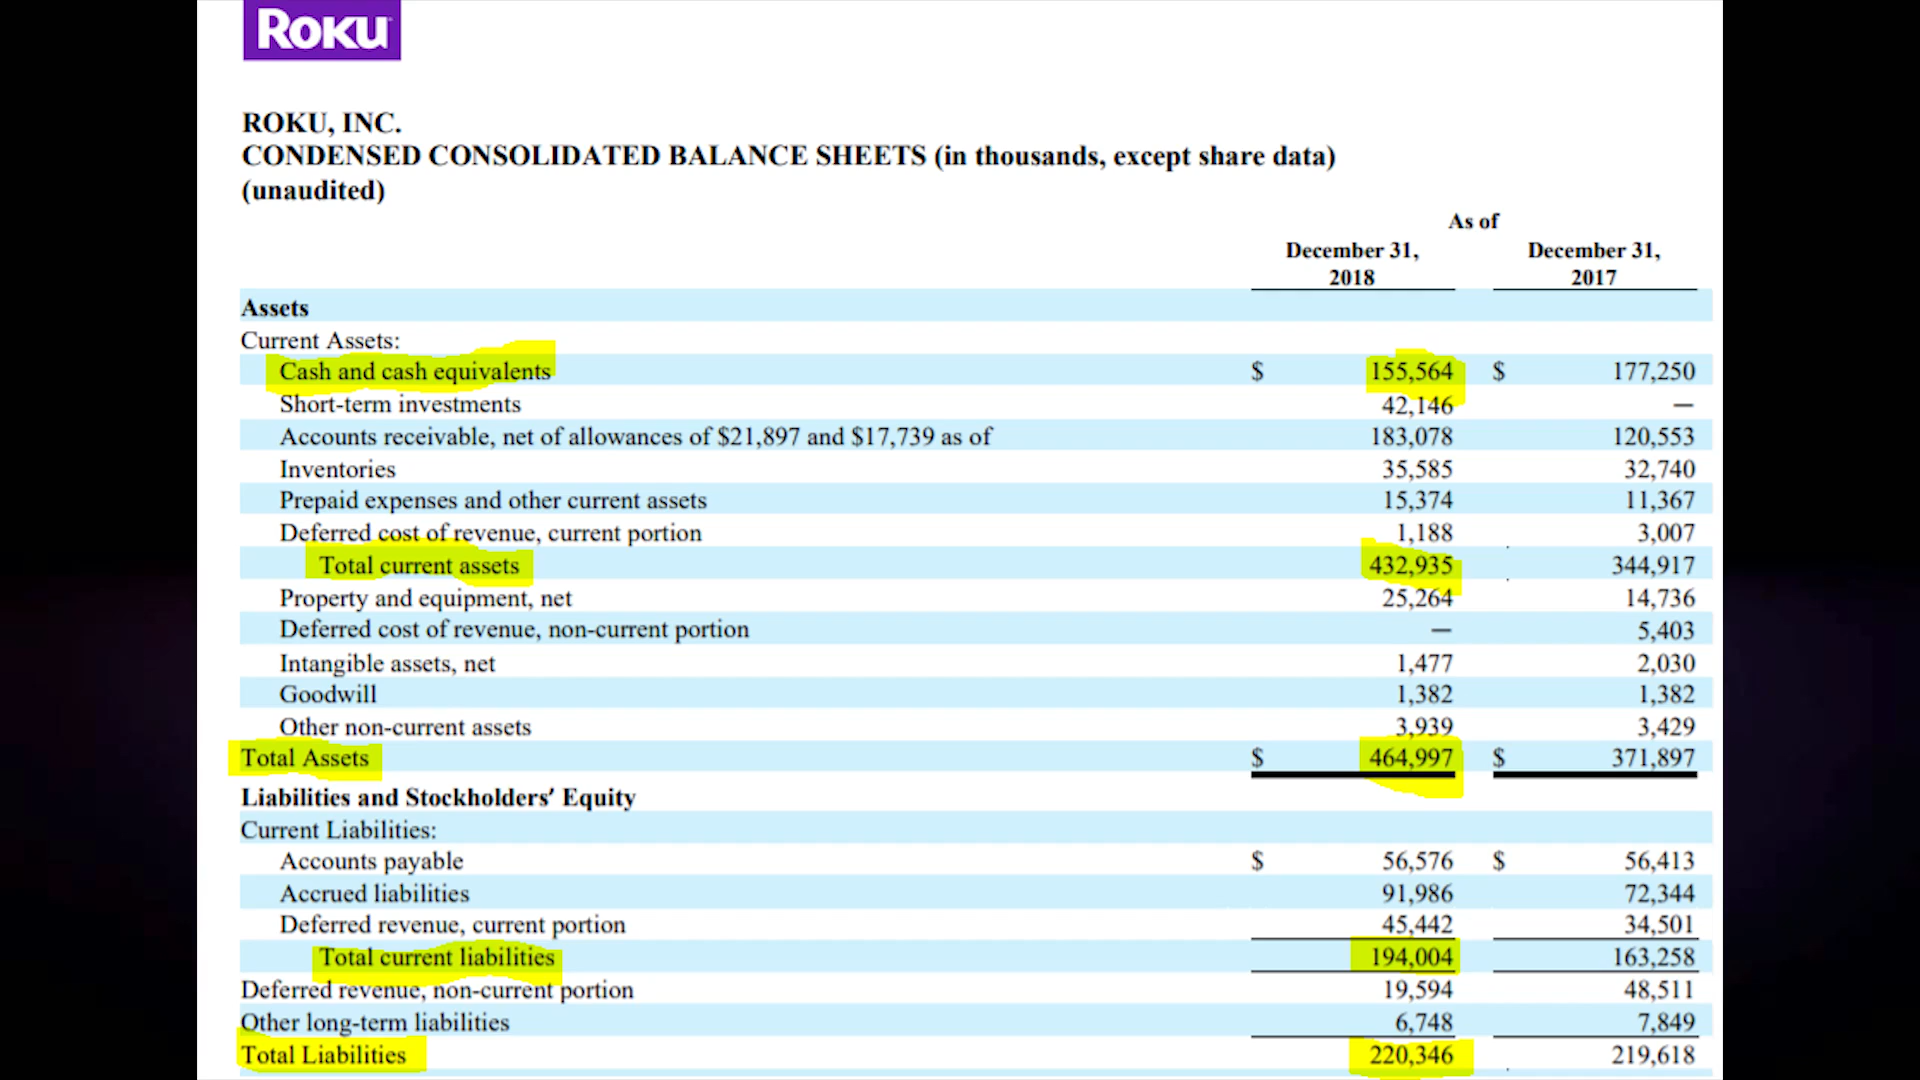 ROKU
ROKU, INC.
CONDENSED CONSOLIDATED BALANCE SHEETS (in thousands, except share data)
(unaudited)
As of
December 31, December 31,
2018 2017
Assets
Current Assets:
Cash and cash equivalents $ 155,564 $ 177,250
Short-term investments 42,146 —
Accounts receivable, net of allowances of $21,897 and $17,739 as of 183,078 120,553
Inventories 35,585 32,740
Prepaid expenses and other current assets 15,374 11,367
Deferred cost of revenue, current portion 1,188 3,007
Total current assets 432,935 344,917
Property and equipment, net 25,264 14,736
Deferred cost of revenue, non-current portion — 5,403
Intangible assets, net 1,477 2,030
Goodwill 1,382 1,382
Other non-current assets 3,939 3,429
Total Assets $ 464,997 $ 371,897
Liabilities and Stockholders’ Equity
Current Liabilities:
Accounts payable $ 56,576 $ 56,413
Accrued liabilities 91,986 72,344
Deferred revenue, current portion 45,442 34,501
Total current liabilities 194,004 163,258
Deferred revenue, non-current portion 19,594 48,511
Other long-term liabilities 6,748 7,849
Total Liabilities 220,346 219,618